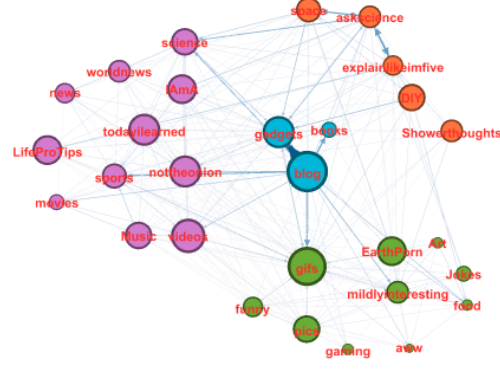 space
askscience
science
explainlikeimfive
worldnews
news
IAmA
DIY
todayilearned
gadgets
books
Showerthoughts
LifeProTips
sports
nottheonion
blog
movies
Music
videos
EarthPorn
Art
gifs
Jokes
mildlyinteresting
funny
food
pics
gaming
aww